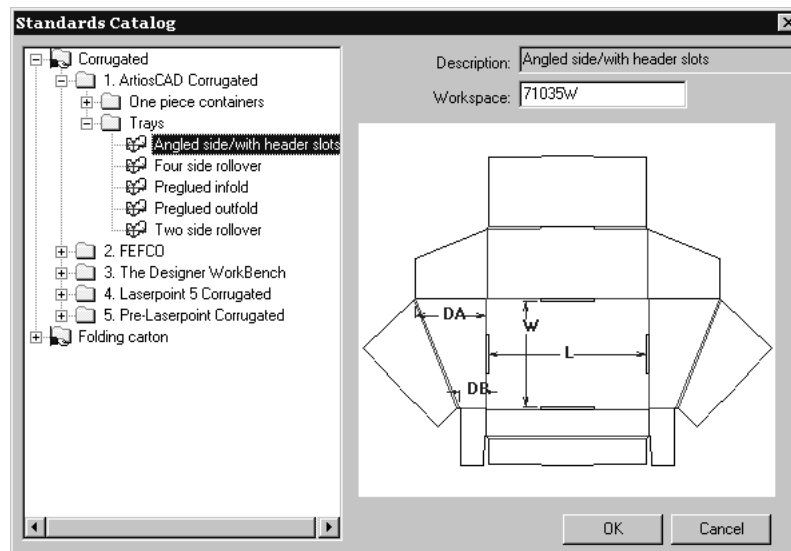 Standards Catalog
Corrugated
1. ArtiosCAD Corrugated
One piece containers
Trays
Angled side/with header slots
Four side rollover
Preglued infold
Preglued outfold
Two side rollover
2. FEFCO
3. The Designer WorkBench
4. Laserpoint 5 Corrugated
5. Pre-Laserpoint Corrugated
Folding carton
Description: Angled side/with header slots
Workspace: 71035W
DA
W
L
DB
OK Cancel